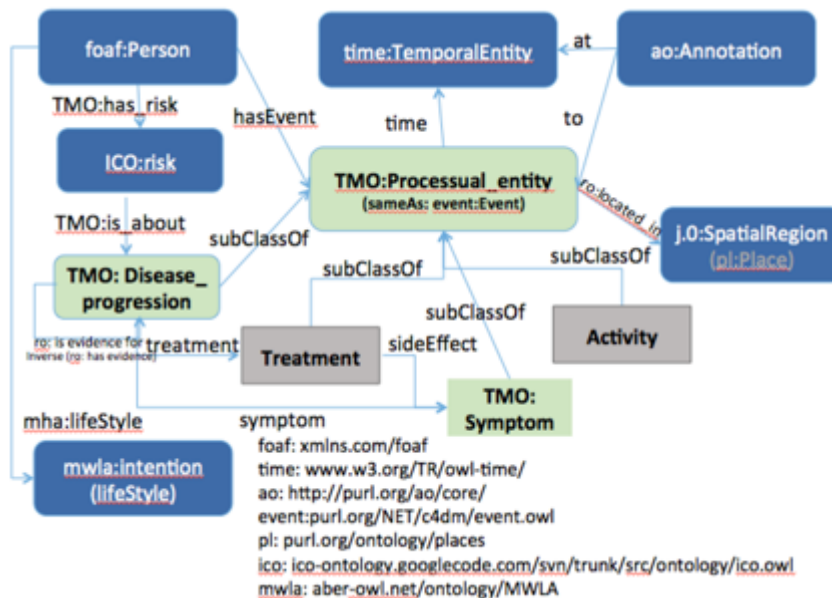 foaf:Person
time:TemporalEntity
at
ao:Annotation
TMO:has_risk
hasEvent
time
to
ICO:risk
TMO:Processual_entity
(sameAs: event:Event)
ro:located_in
TMO:is_about
subClassOf
j.0:SpatialRegion
(pl:Place)
TMO: Disease_
progression
subClassOf
subClassOf
subClassOf
Activity
ro: is evidence for
Inverse (ro: has evidence)
treatment
Treatment
sideEffect
TMO:
Symptom
mha:lifeStyle
symptom
mwla:intention
(lifeStyle)
foaf: xmlns.com/foaf
time: www.w3.org/TR/owl-time/
ao: http://purl.org/ao/core/
event:purl.org/NET/c4dm/event.owl
pl: purl.org/ontology/places
ico: ico-ontology.googlecode.com/svn/trunk/src/ontology/ico.owl
mwla: aber-owl.net/ontology/MWLA